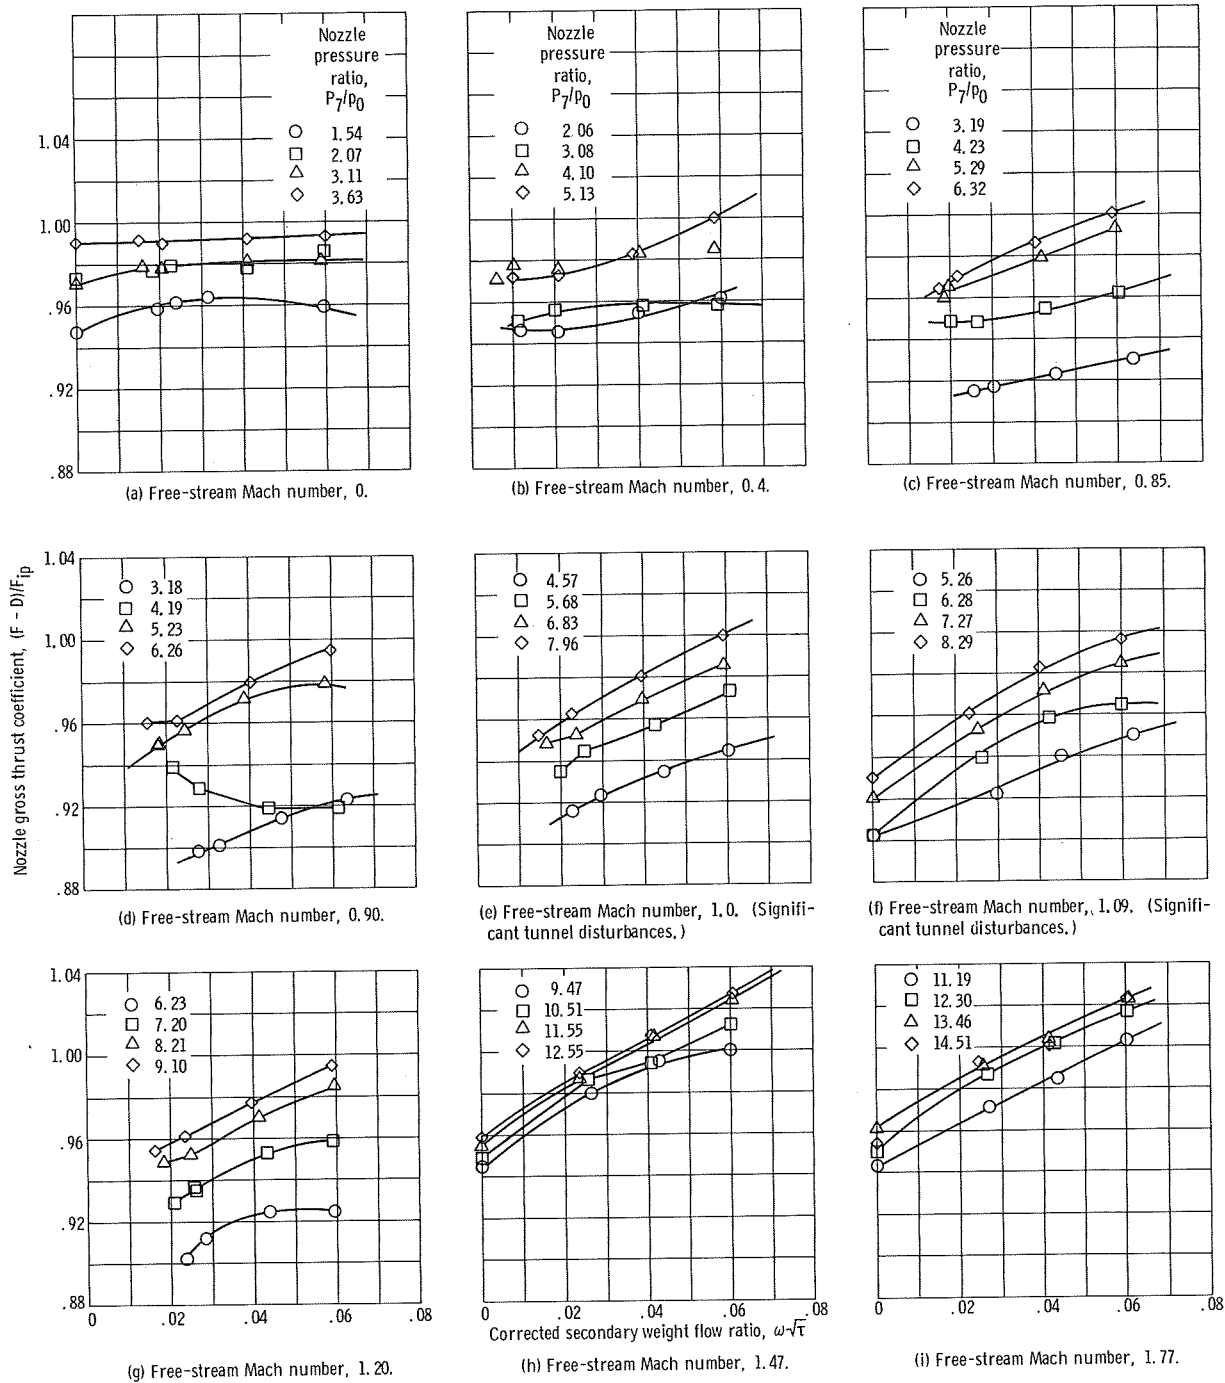 Nozzle
pressure
ratio,
P7/p0
1.54
2.07
3.11
3.63
1.04
1.00
.96
.92
.88
(a) Free-stream Mach number, 0.
Nozzle
pressure
ratio,
P7/p0
2.06
3.08
4.10
5.13
(b) Free-stream Mach number, 0.4.
Nozzle
pressure
ratio,
P7/p0
3.19
4.23
5.29
6.32
(c) Free-stream Mach number, 0.85.
Nozzle gross thrust coefficient, (F - D)/Fip
1.04
1.00
.96
.92
.88
3.18
4.19
5.23
6.26
(d) Free-stream Mach number, 0.90.
4.57
5.68
6.83
7.96
(e) Free-stream Mach number, 1.0. (Signifi-
cant tunnel disturbances.)
5.26
6.28
7.27
8.29
(f) Free-stream Mach number, 1.09. (Signifi-
cant tunnel disturbances.)
1.04
1.00
.96
.92
.88
6.23
7.20
8.21
9.10
0 .02 .04 .06 .08
(g) Free-stream Mach number, 1.20.
9.47
10.51
11.55
12.55
0 .02 .04 .06 .08
Corrected secondary weight flow ratio, ω√τ
(h) Free-stream Mach number, 1.47.
11.19
12.30
13.46
14.51
0 .02 .04 .06 .08
(i) Free-stream Mach number, 1.77.